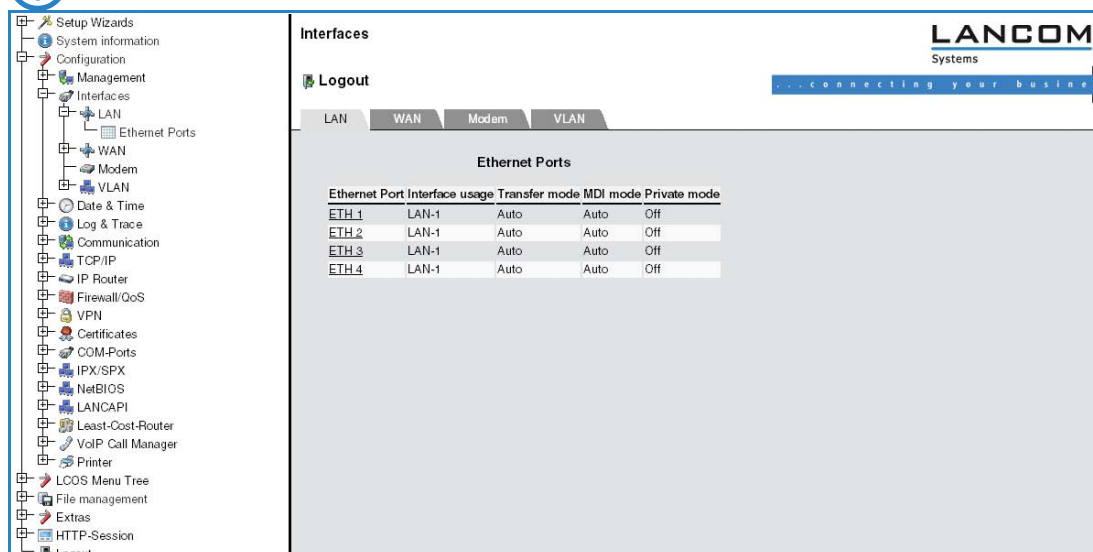 Setup Wizards
System information
Configuration
Management
Interfaces
LAN
Ethernet Ports
WAN
Modem
VLAN
Date & Time
Log & Trace
Communication
TCP/IP
IP Router
Firewall/QoS
VPN
Certificates
COM-Ports
IPX/SPX
NetBIOS
LANCAPI
Least-Cost-Router
VoIP Call Manager
Printer
LCOS Menu Tree
File management
Extras
HTTP-Session
Logout
Interfaces
LANCOM
Systems
Logout
...connecting your busine
LAN WAN Modem VLAN
Ethernet Ports
Ethernet Port Interface usage Transfer mode MDI mode Private mode
ETH 1 LAN-1 Auto Auto Off
ETH 2 LAN-1 Auto Auto Off
ETH 3 LAN-1 Auto Auto Off
ETH 4 LAN-1 Auto Auto Off